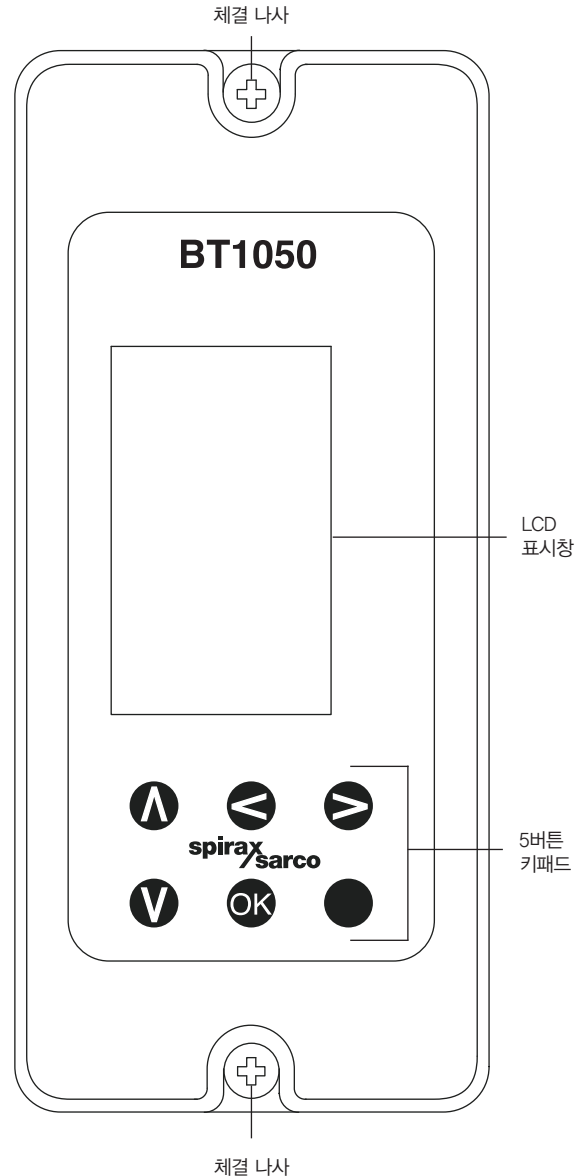 체결 나사
BT1050
LCD
표시창
∧ < >
spirax
sarco
5버튼
키패드
∨ OK
체결 나사